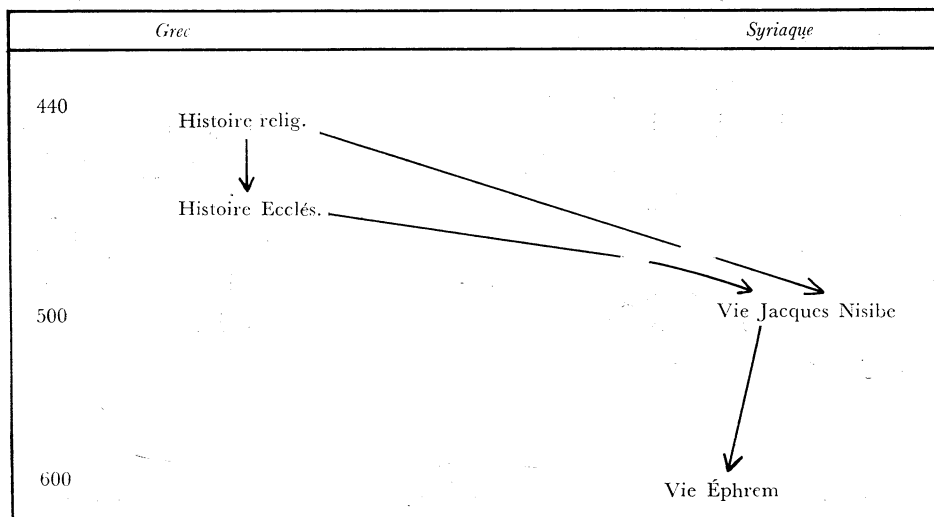 Grec Syriaque
440
Histoire relig.
Histoire Ecclés.
500
Vie Jacques Nisibe
600
Vie Éphrem